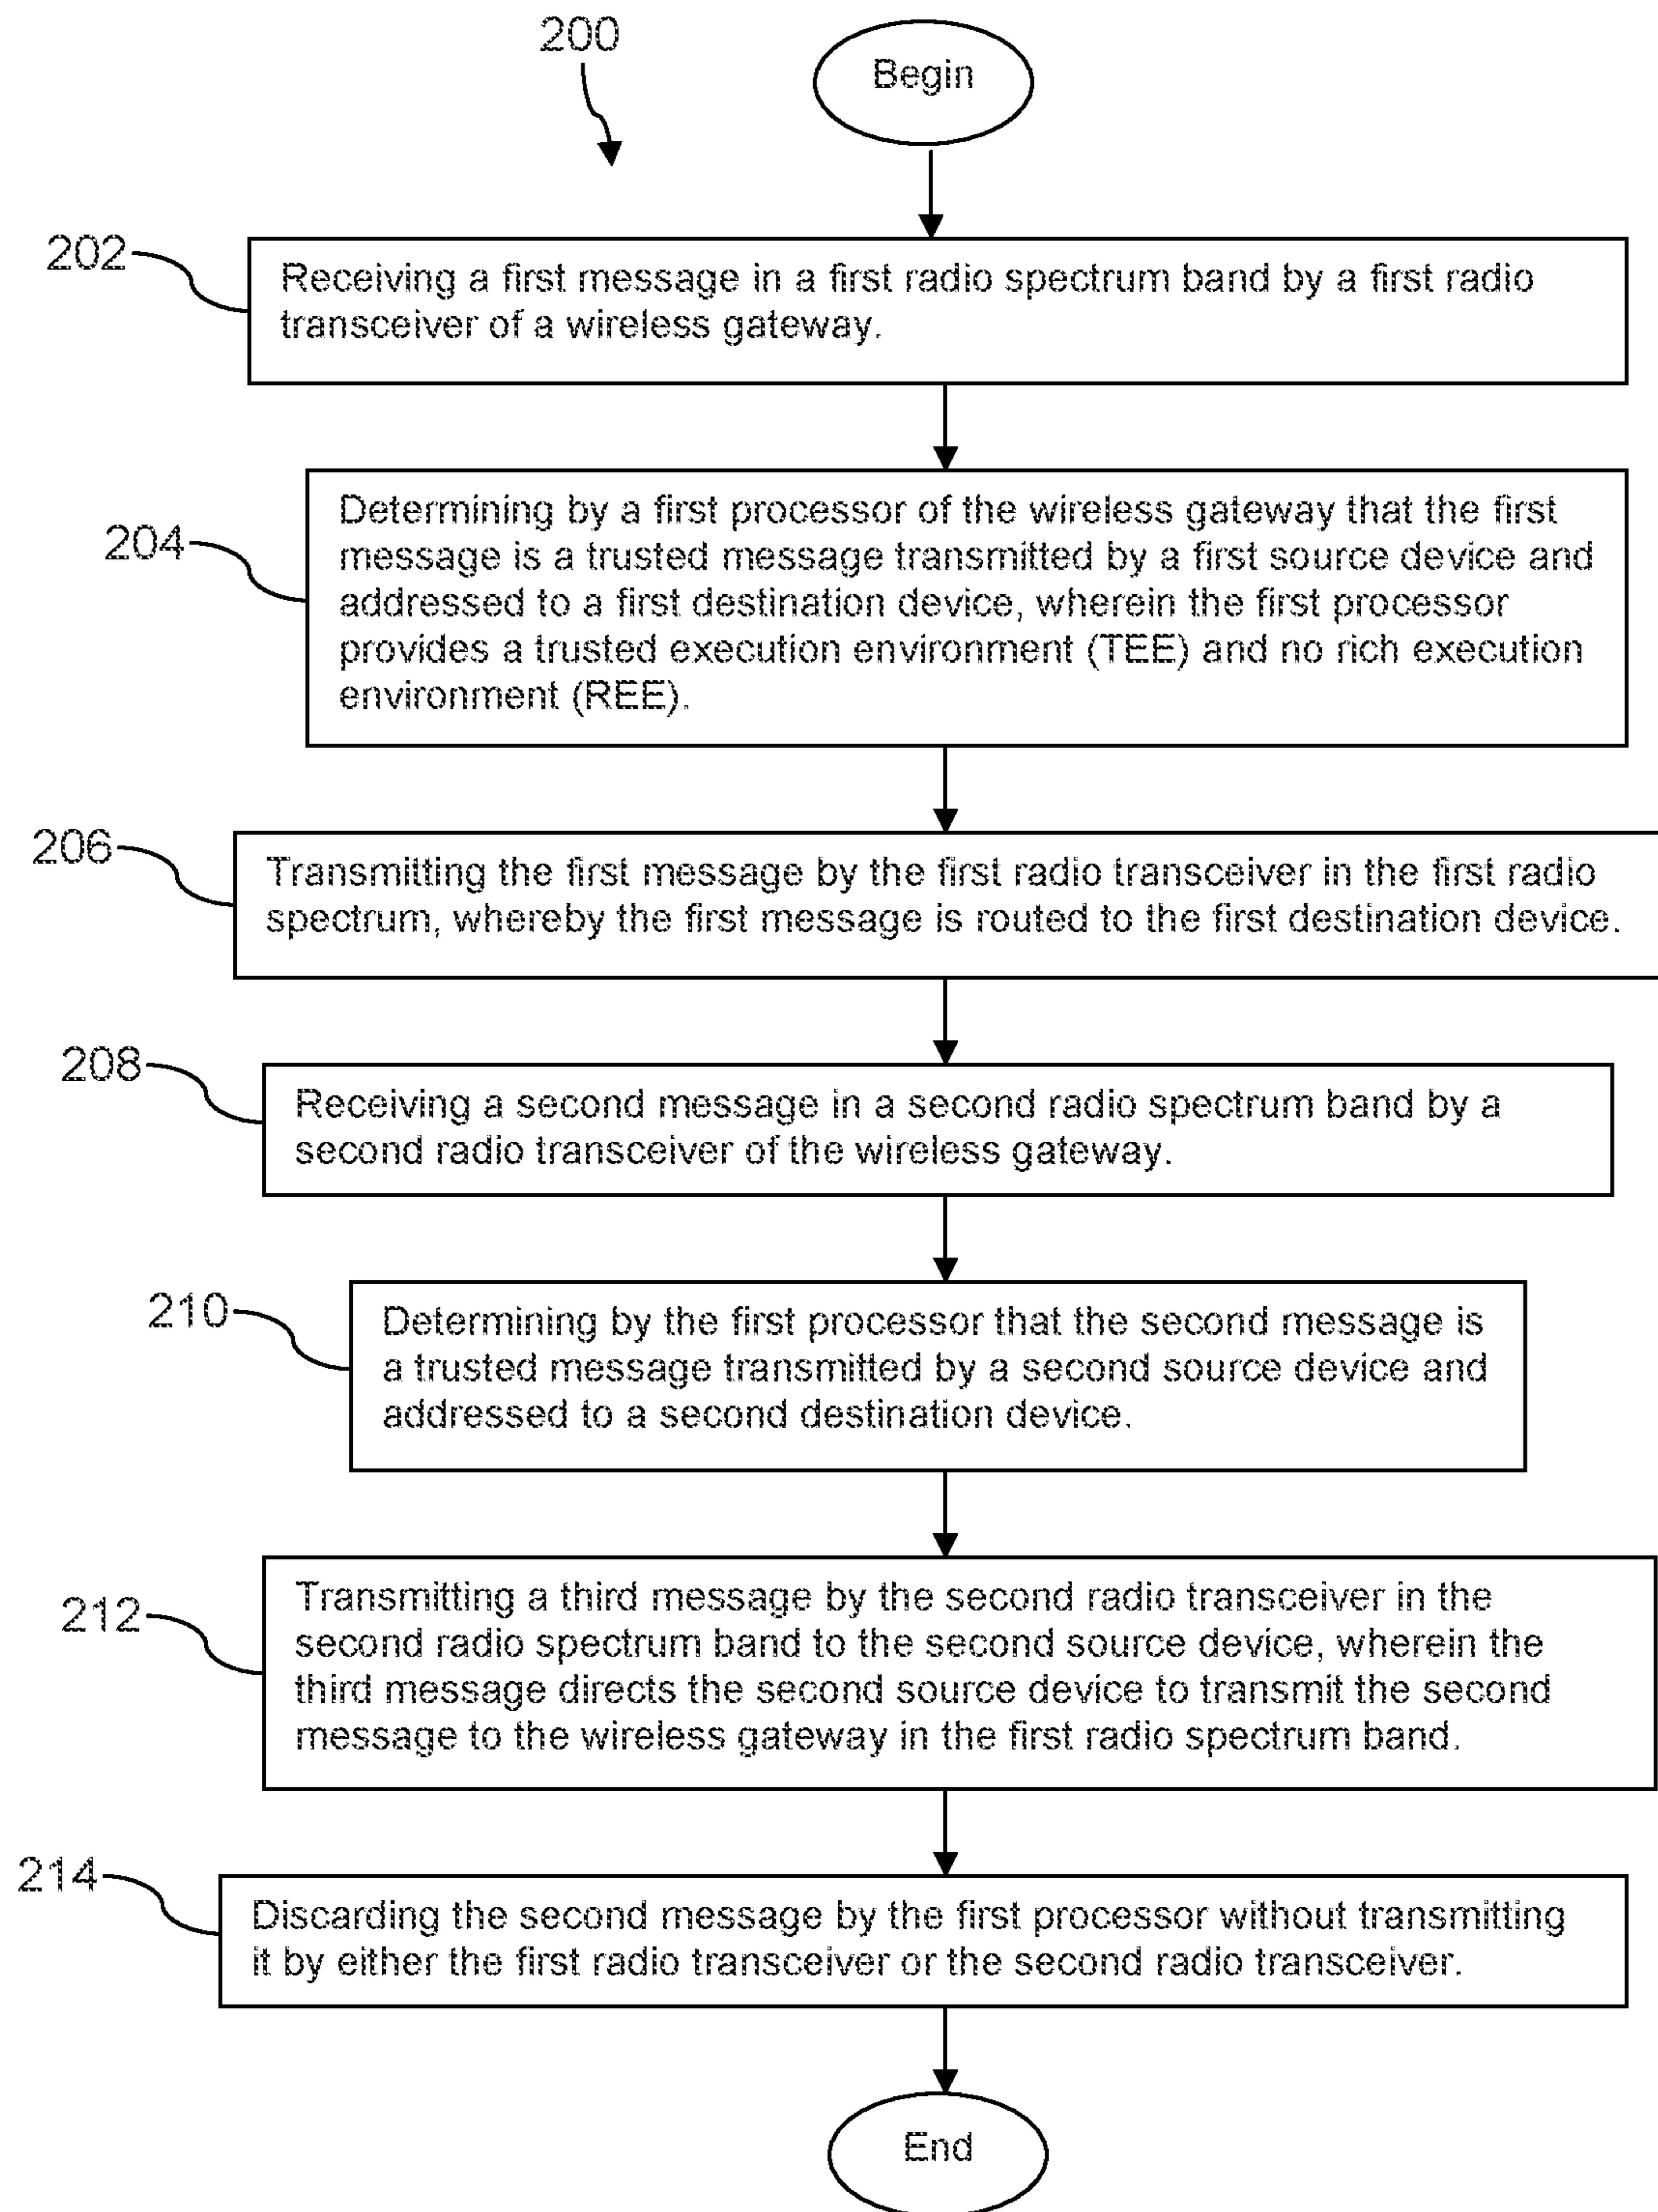 200
Begin
202
Receiving a first message in a first radio spectrum band by a first radio
transceiver of a wireless gateway.
204
Determining by a first processor of the wireless gateway that the first
message is a trusted message transmitted by a first source device and
addressed to a first destination device, wherein the first processor
provides a trusted execution environment (TEE) and no rich execution
environment (REE).
206
Transmitting the first message by the first radio transceiver in the first radio
spectrum, whereby the first message is routed to the first destination device.
208
Receiving a second message in a second radio spectrum band by a
second radio transceiver of the wireless gateway.
210
Determining by the first processor that the second message is
a trusted message transmitted by a second source device and
addressed to a second destination device.
212
Transmitting a third message by the second radio transceiver in the
second radio spectrum band to the second source device, wherein the
third message directs the second source device to transmit the second
message to the wireless gateway in the first radio spectrum band.
214
Discarding the second message by the first processor without transmitting
it by either the first radio transceiver or the second radio transceiver.
End